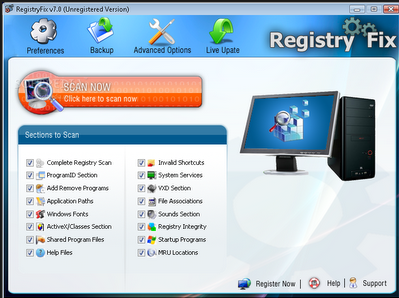 RegistryFix v7.0 (Unregistered Version)
Preferences
Backup
Advanced Options
Live Upate
Registry Fix
SCAN NOW
Click here to scan now
Sections to Scan
Complete Registry Scan
ProgramID Section
Add Remove Programs
Application Paths
Windows Fonts
ActiveX/Classes Section
Shared Program Files
Help Files
Invalid Shortcuts
System Services
VXD Section
File Associations
Sounds Section
Registry Integrity
Startup Programs
MRU Locations
Register Now | Help | Support